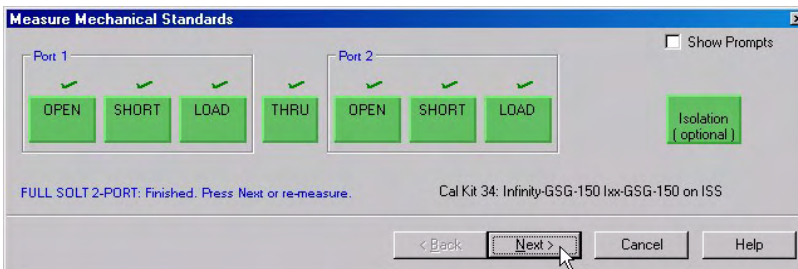 Measure Mechanical Standards
Show Prompts
Port 1
Port 2
OPEN SHORT LOAD THRU OPEN SHORT LOAD
Isolation
( optional )
FULL SOLT 2-PORT: Finished. Press Next or re-measure.
Cal Kit 34: Infinity-GSG-150 Ixx-GSG-150 on ISS
< Back Next > Cancel Help